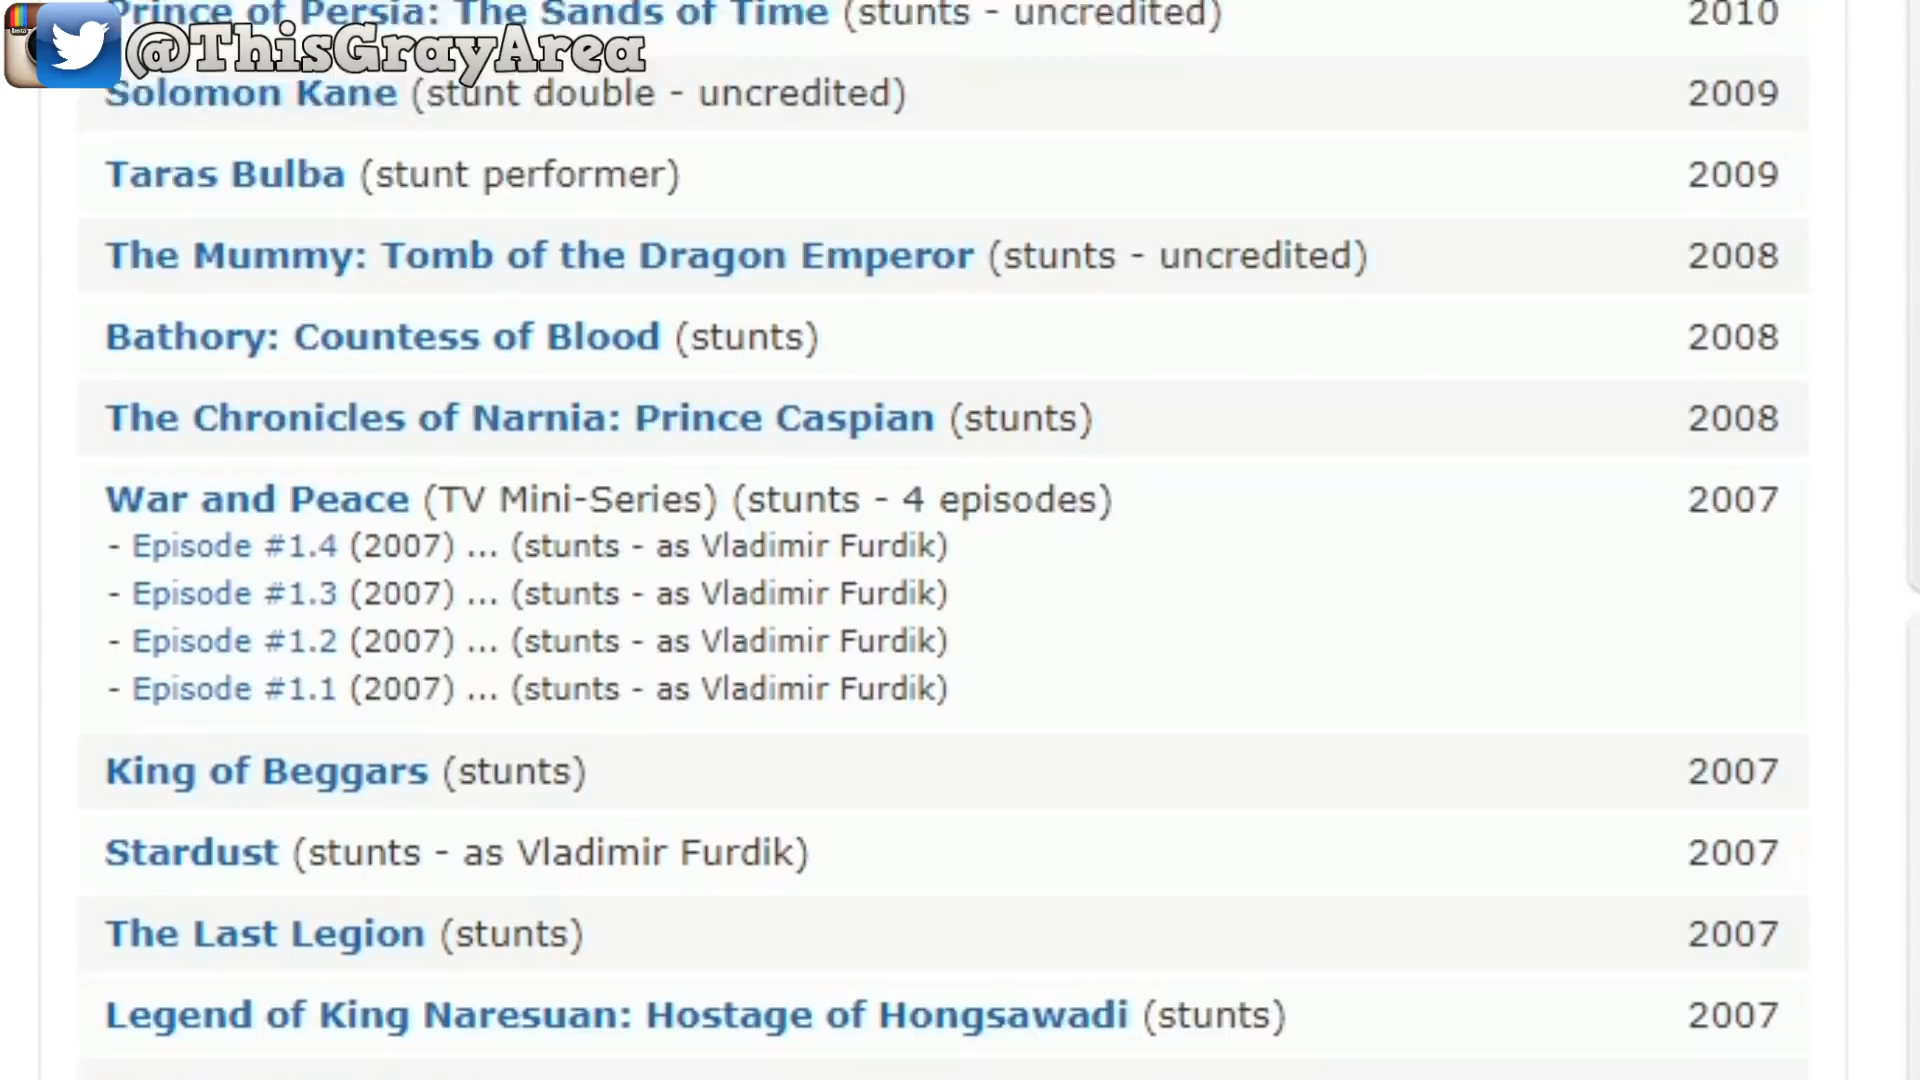 Prince of Persia: The Sands of Time (stunts - uncredited) 2010
@ThisGrayArea
Solomon Kane (stunt double - uncredited) 2009
Taras Bulba (stunt performer) 2009
The Mummy: Tomb of the Dragon Emperor (stunts - uncredited) 2008
Bathory: Countess of Blood (stunts) 2008
The Chronicles of Narnia: Prince Caspian (stunts) 2008
War and Peace (TV Mini-Series) (stunts - 4 episodes) 2007
- Episode #1.4 (2007) ... (stunts - as Vladimir Furdik)
- Episode #1.3 (2007) ... (stunts - as Vladimir Furdik)
- Episode #1.2 (2007) ... (stunts - as Vladimir Furdik)
- Episode #1.1 (2007) ... (stunts - as Vladimir Furdik)
King of Beggars (stunts) 2007
Stardust (stunts - as Vladimir Furdik) 2007
The Last Legion (stunts) 2007
Legend of King Naresuan: Hostage of Hongsawadi (stunts) 2007